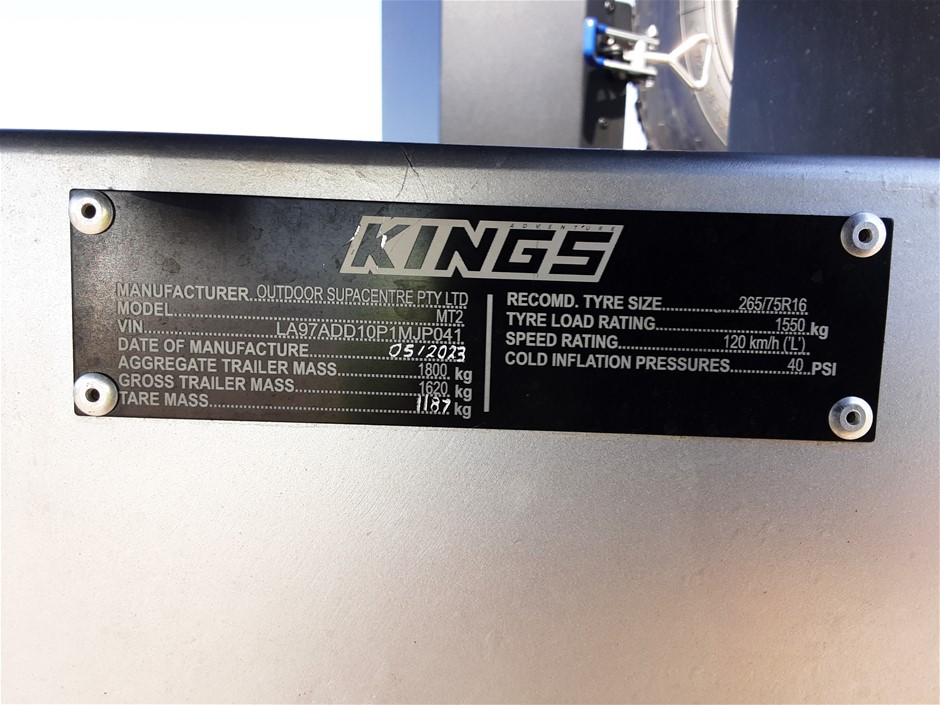 KINGS
ADVENTURE
MANUFACTURER..OUTDOOR SUPACENTRE PTY LTD
MODEL..........MT2
VIN..........LA97ADD10P1MJP041
DATE OF MANUFACTURE..........05/2023
AGGREGATE TRAILER MASS..........1800 kg
GROSS TRAILER MASS..........1620 kg
TARE MASS..........1187 kg
RECOMD. TYRE SIZE..........265/75R16
TYRE LOAD RATING..........1550 kg
SPEED RATING..........120 km/h ('L')
COLD INFLATION PRESSURES..........40 PSI